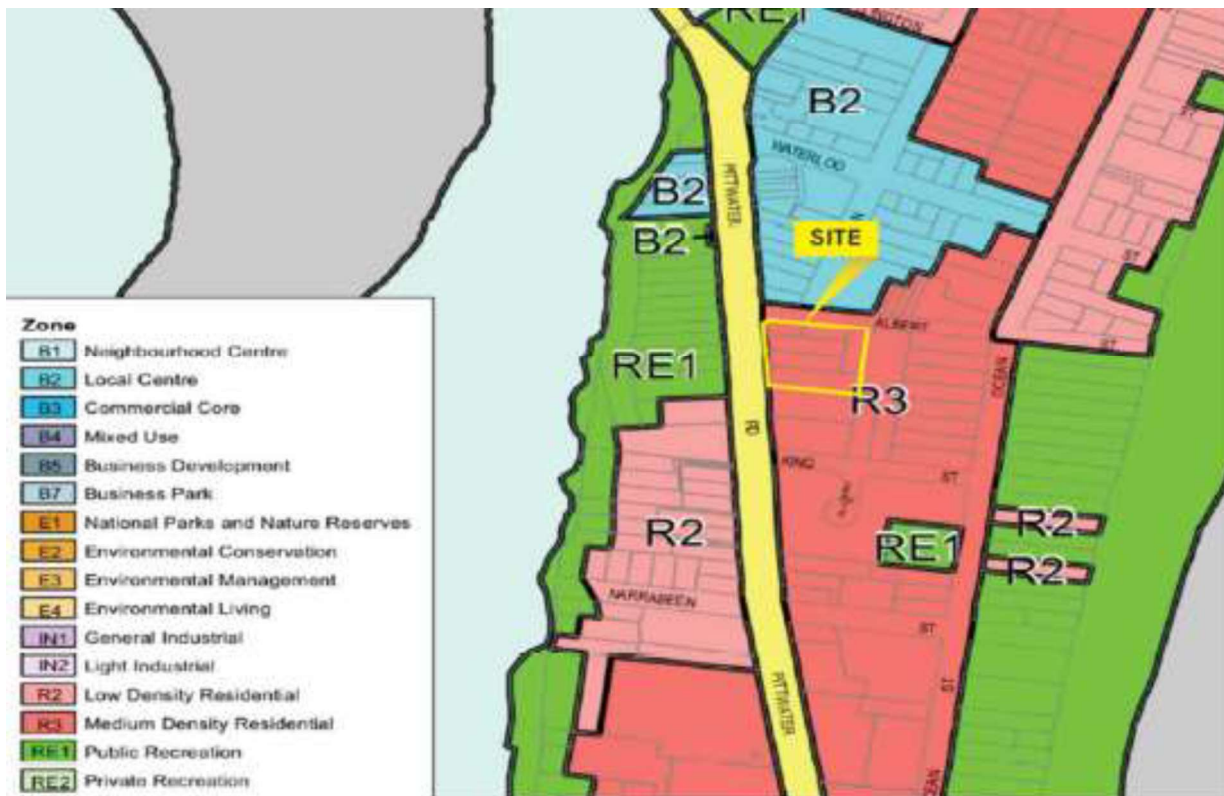 RE1
B2
WATERLOO
PITTWATER
B2
SITE
B2
ST
ALBERT
ST
RE1
R3
OCEAN
RD
KING
ST
R2
RE1
R2
R2
NARRABEEN
ST
ST
PITTWATER
Zone
B1 Neighbourhood Centre
B2 Local Centre
B3 Commercial Core
B4 Mixed Use
B5 Business Development
B7 Business Park
E1 National Parks and Nature Reserves
E2 Environmental Conservation
E3 Environmental Management
E4 Environmental Living
IN1 General Industrial
IN2 Light Industrial
R2 Low Density Residential
R3 Medium Density Residential
RE1 Public Recreation
RE2 Private Recreation